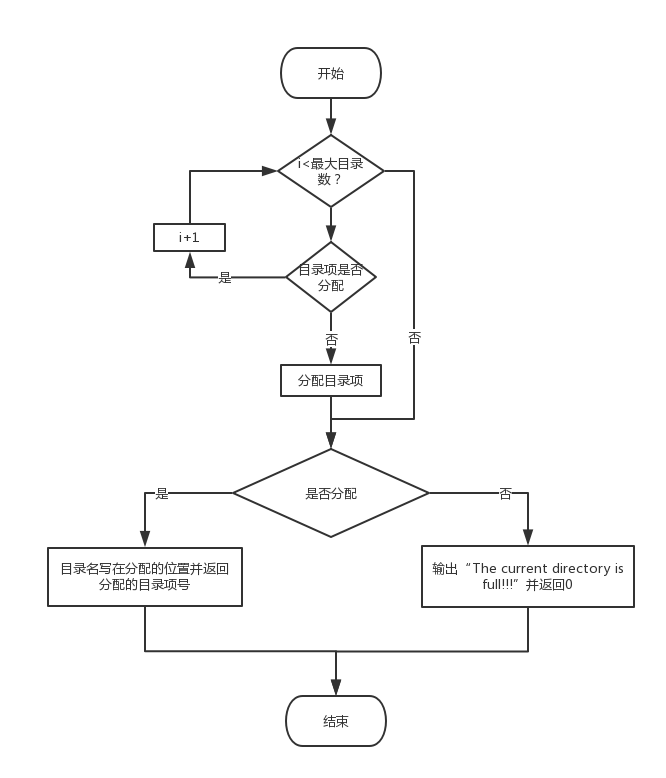 开始
i<最大目录
数？
i+1
目录项是否
分配
是
否
否
分配目录项
是否分配
是
否
目录名写在分配的位置并返回
分配的目录项号
输出“The current directory is
full!!!”并返回0
结束